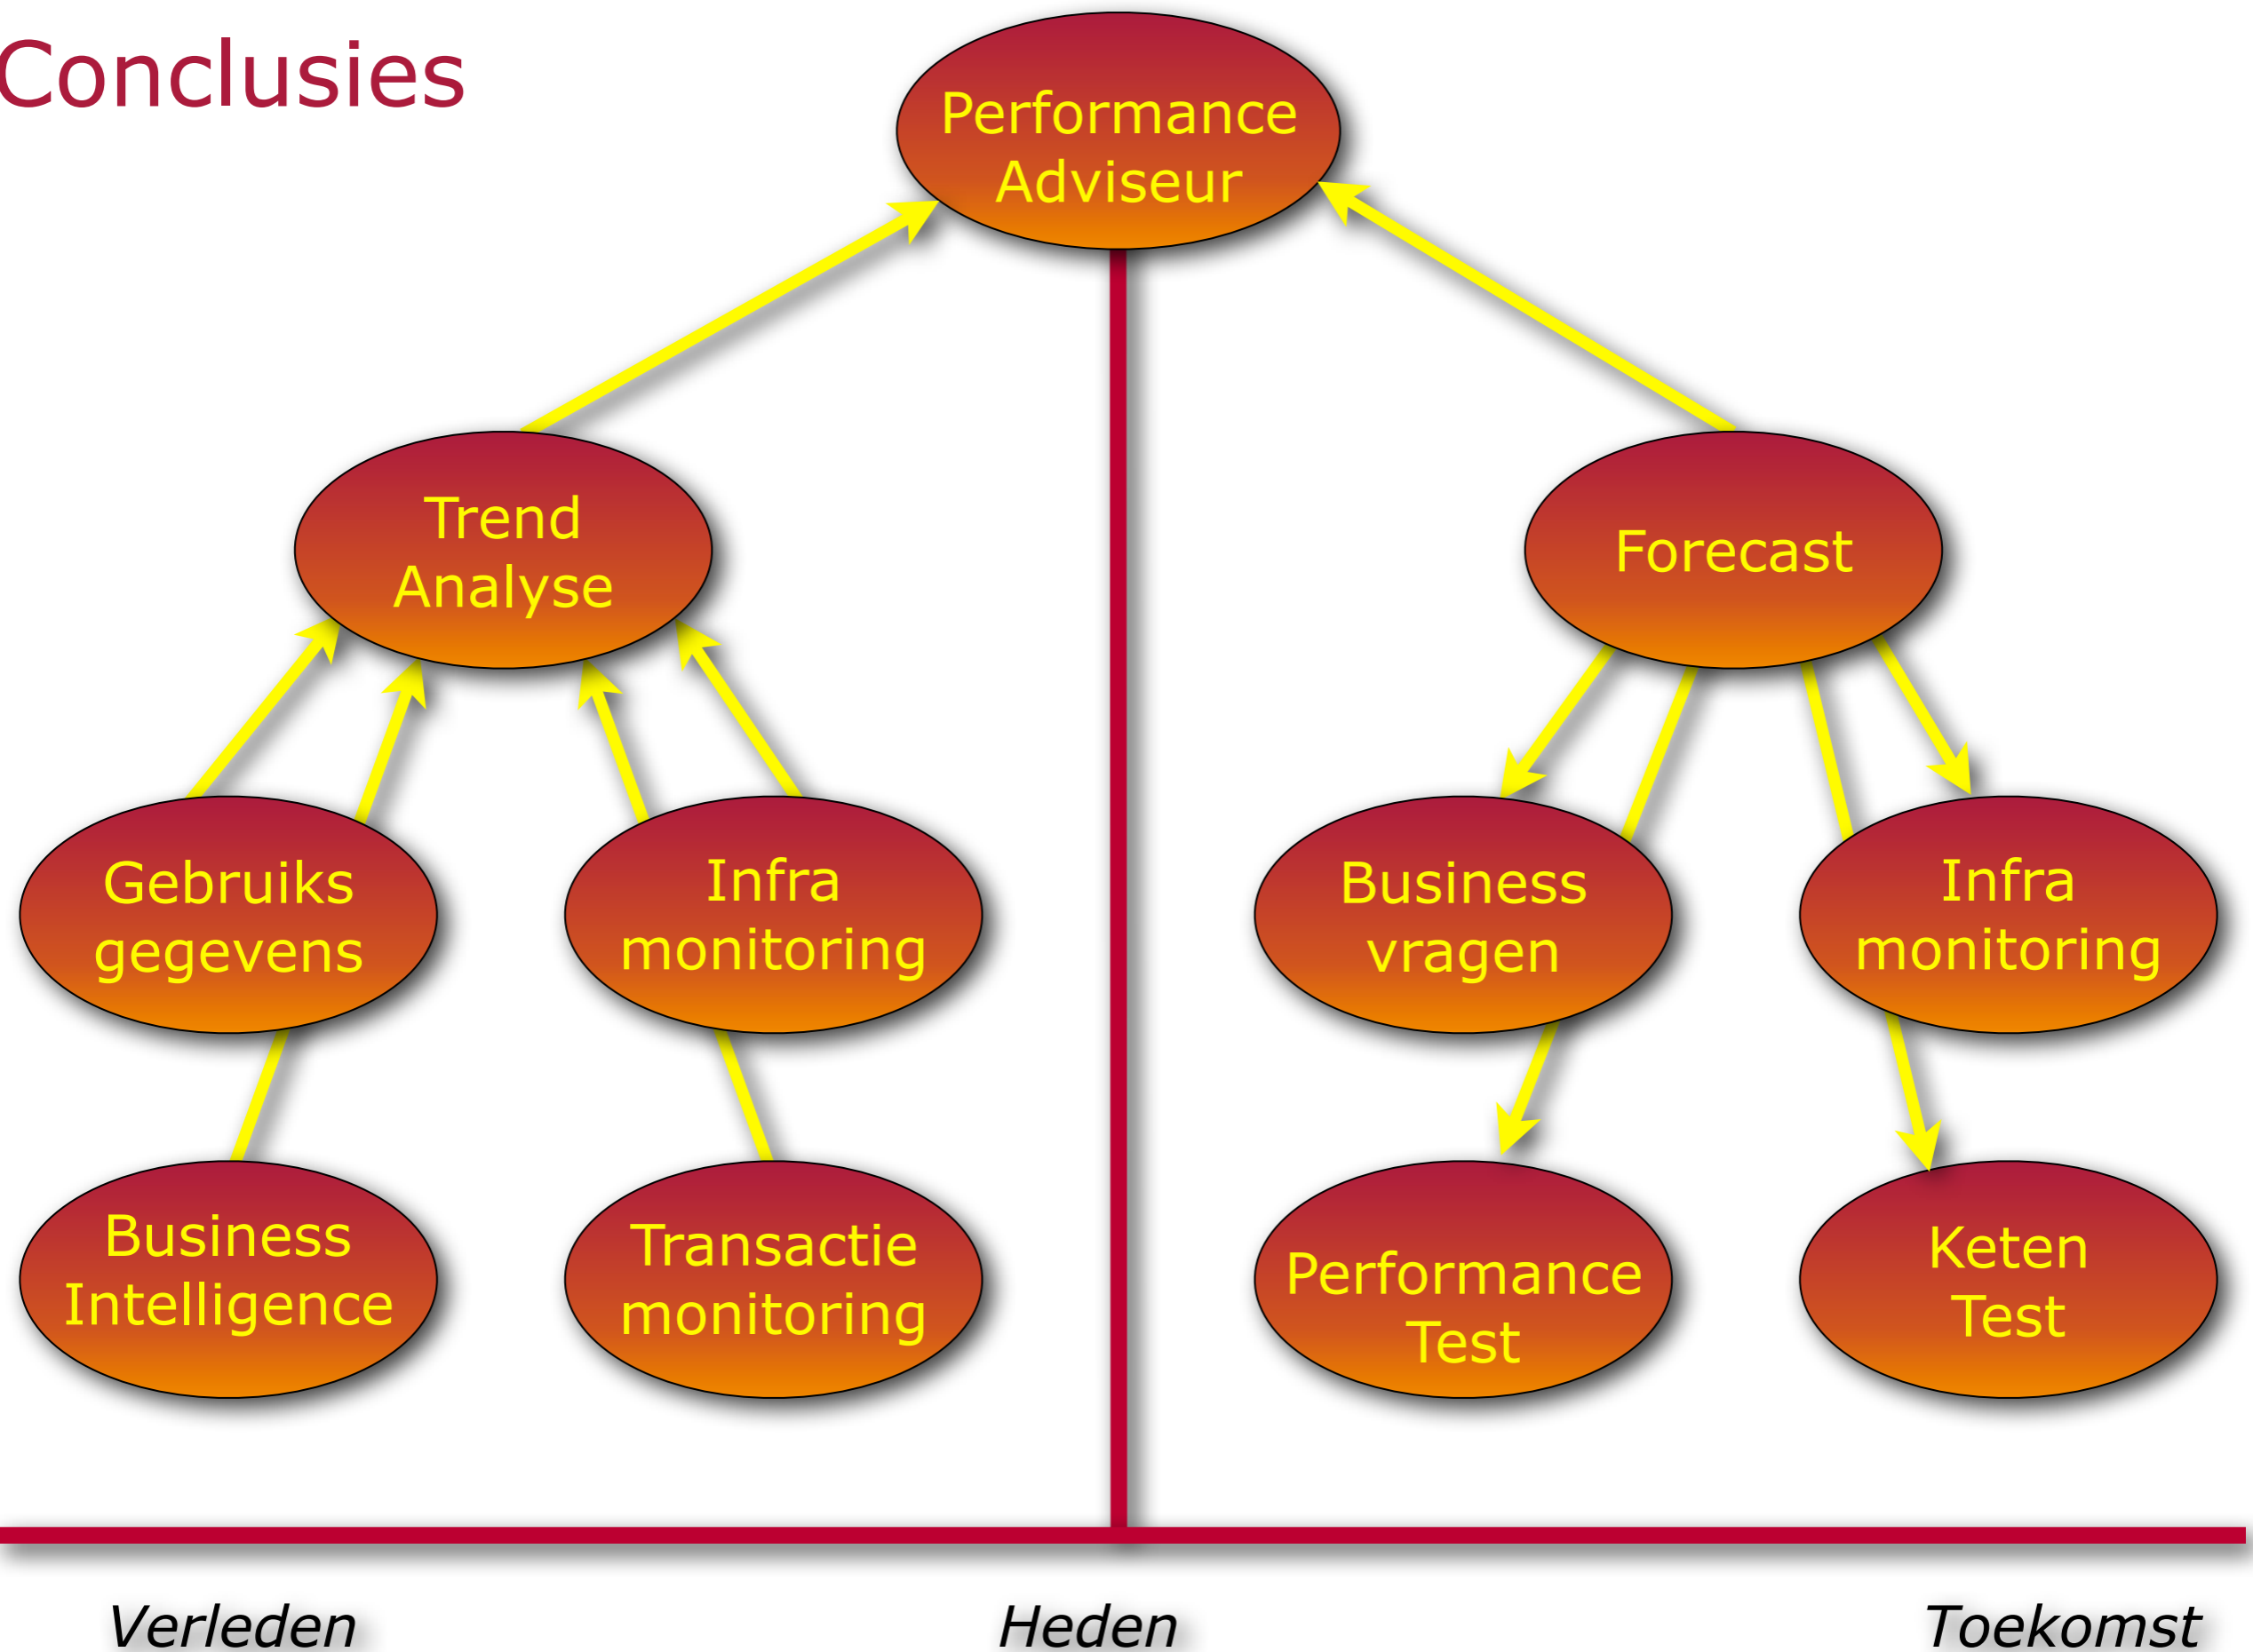 Conclusies
Performance
Adviseur
Trend
Analyse
Forecast
Gebruiks
gegevens
Infra
monitoring
Business
vragen
Infra
monitoring
Business
Intelligence
Transactie
monitoring
Performance
Test
Keten
Test
Verleden
Heden
Toekomst